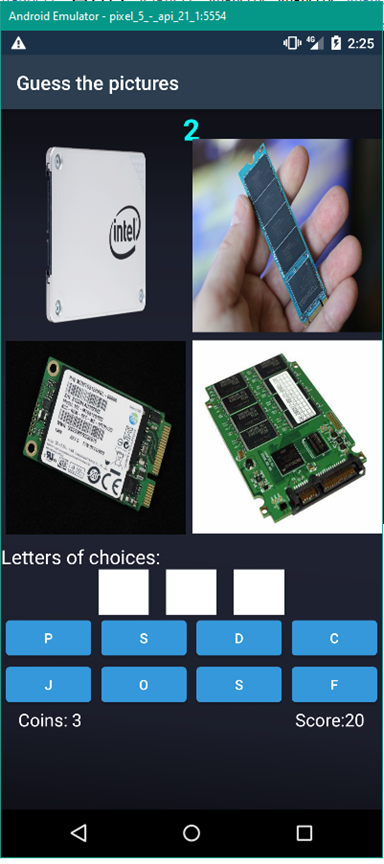 Android Emulator - pixel_5_-_api_21_1:5554
4G 2:25
Guess the pictures
2
intel
Letters of choices:
P S D C
J O S F
Coins: 3 Score:20